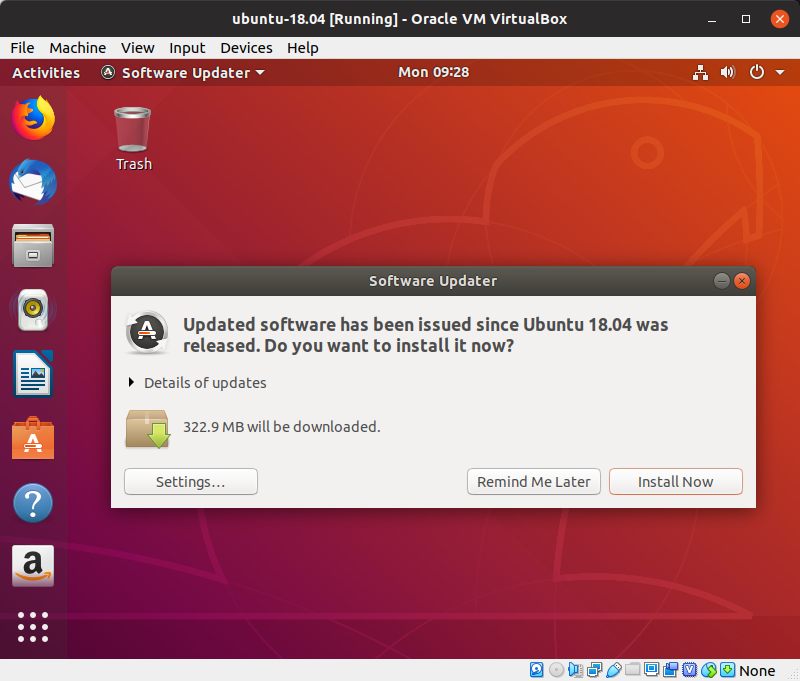 ubuntu-18.04 [Running] - Oracle VM VirtualBox
File Machine View Input Devices Help
Activities Software Updater Mon 09:28
Trash
Software Updater
Updated software has been issued since Ubuntu 18.04 was
released. Do you want to install it now?
Details of updates
322.9 MB will be downloaded.
Settings… Remind Me Later Install Now
?
a
None